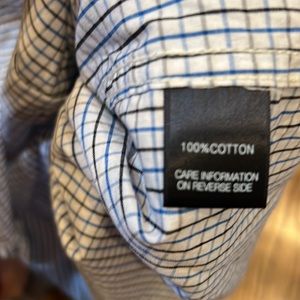 100%COTTON
CARE INFORMATION
ON REVERSE SIDE